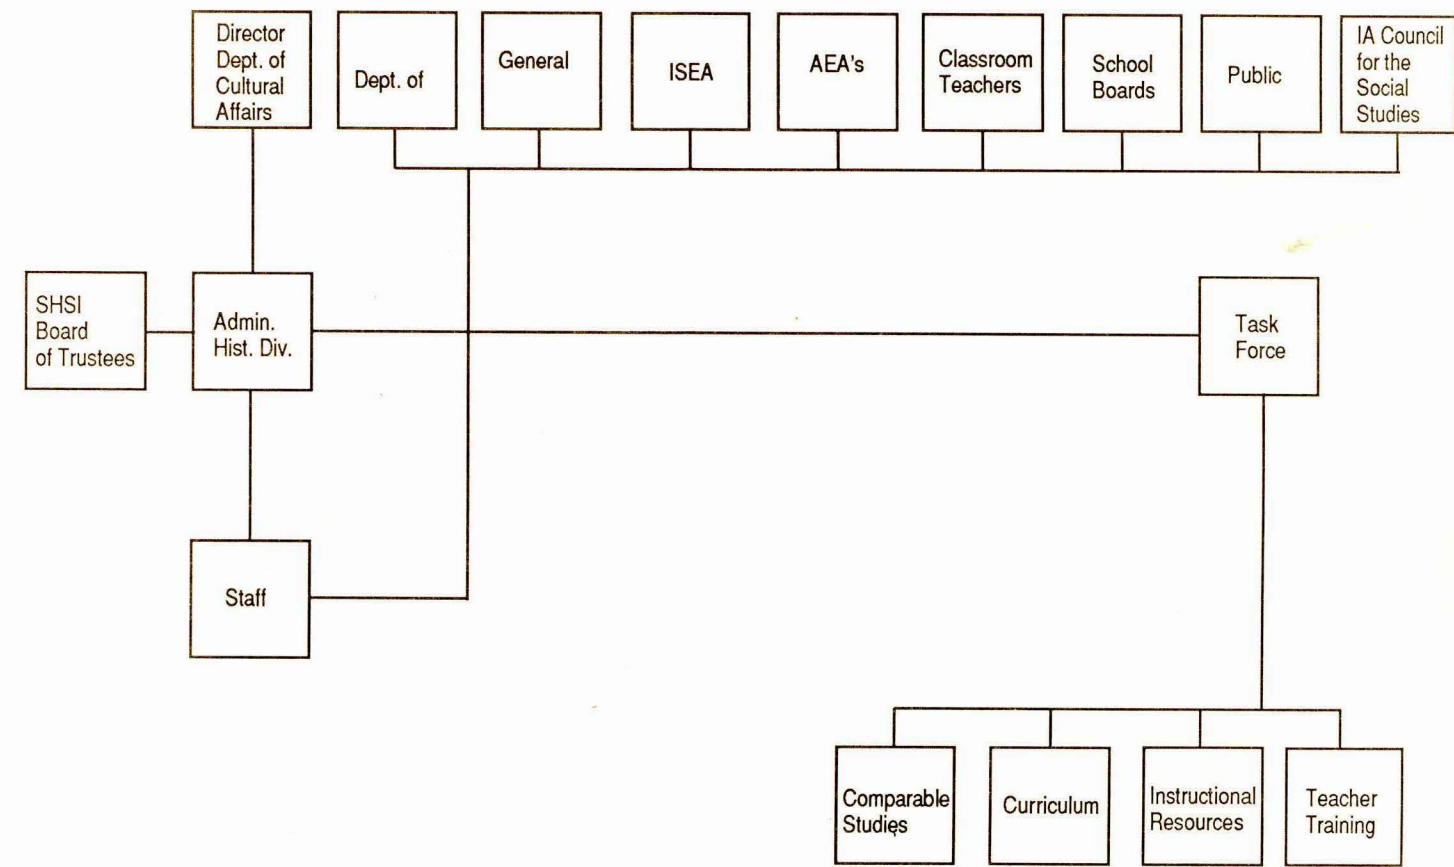 Director
Dept. of
Cultural
Affairs
Dept. of
General
ISEA
AEA's
Classroom
Teachers
School
Boards
Public
IA Council
for the
Social
Studies
SHSI
Board
of Trustees
Admin.
Hist. Div.
Task
Force
Staff
Comparable
Studies
Curriculum
Instructional
Resources
Teacher
Training